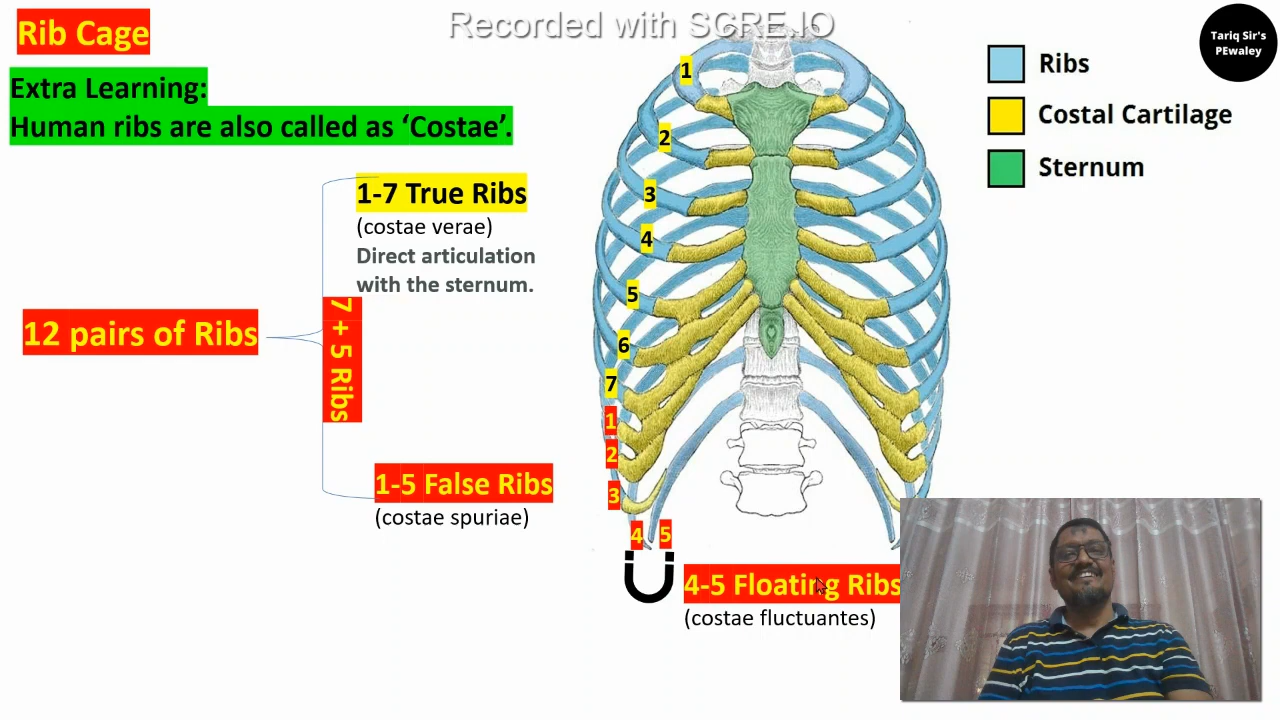 Recorded with SCRE.IO
Rib Cage
Tariq Sir's
PEwaley
Extra Learning:
Human ribs are also called as ‘Costae’.
Ribs
Costal Cartilage
Sternum
1-7 True Ribs
(costae verae)
Direct articulation
with the sternum.
12 pairs of Ribs
7 + 5 Ribs
1-5 False Ribs
(costae spuriae)
1
2
3
4
5
6
7
1
2
3
4 5
4-5 Floating Ribs
(costae fluctuantes)